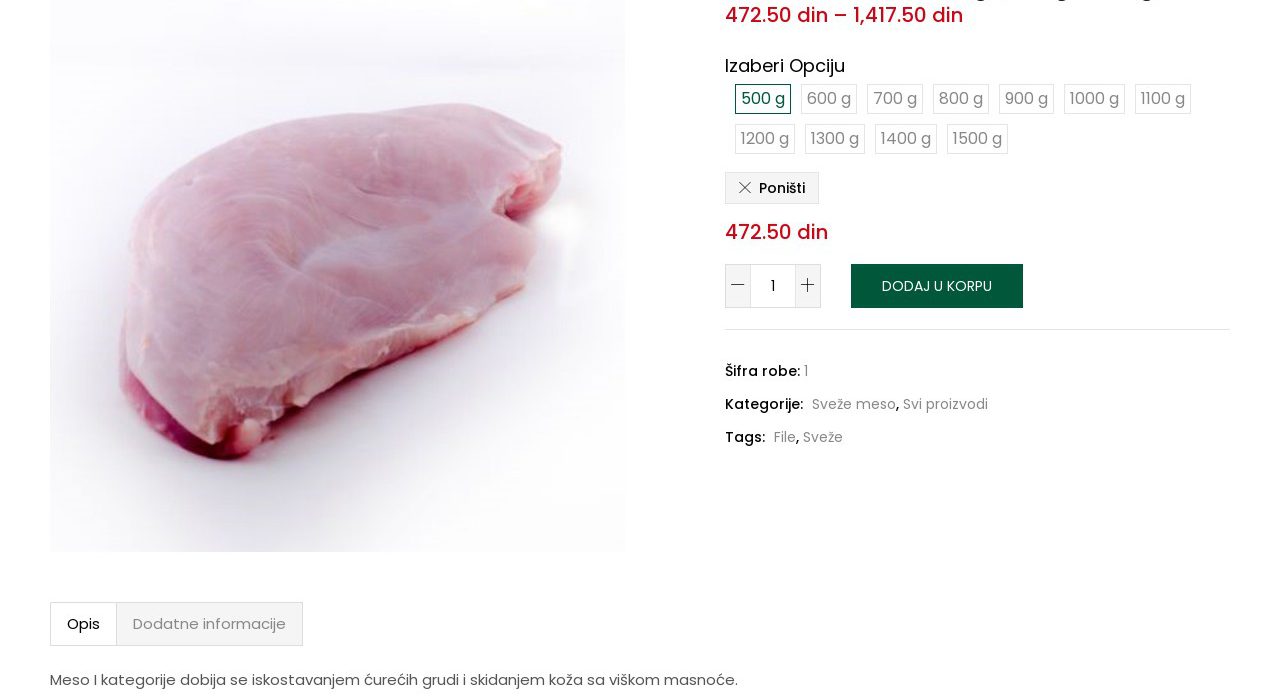 472.50 din – 1,417.50 din
Izaberi Opciju
500 g 600 g 700 g 800 g 900 g 1000 g 1100 g
1200 g 1300 g 1400 g 1500 g
Poništi
472.50 din
1 DODAJ U KORPU
Šifra robe: 1
Kategorije: Sveže meso, Svi proizvodi
Tags: File, Sveže
Opis Dodatne informacije
Meso I kategorije dobija se iskostavanjem ćurećih grudi i skidanjem koža sa viškom masnoće.